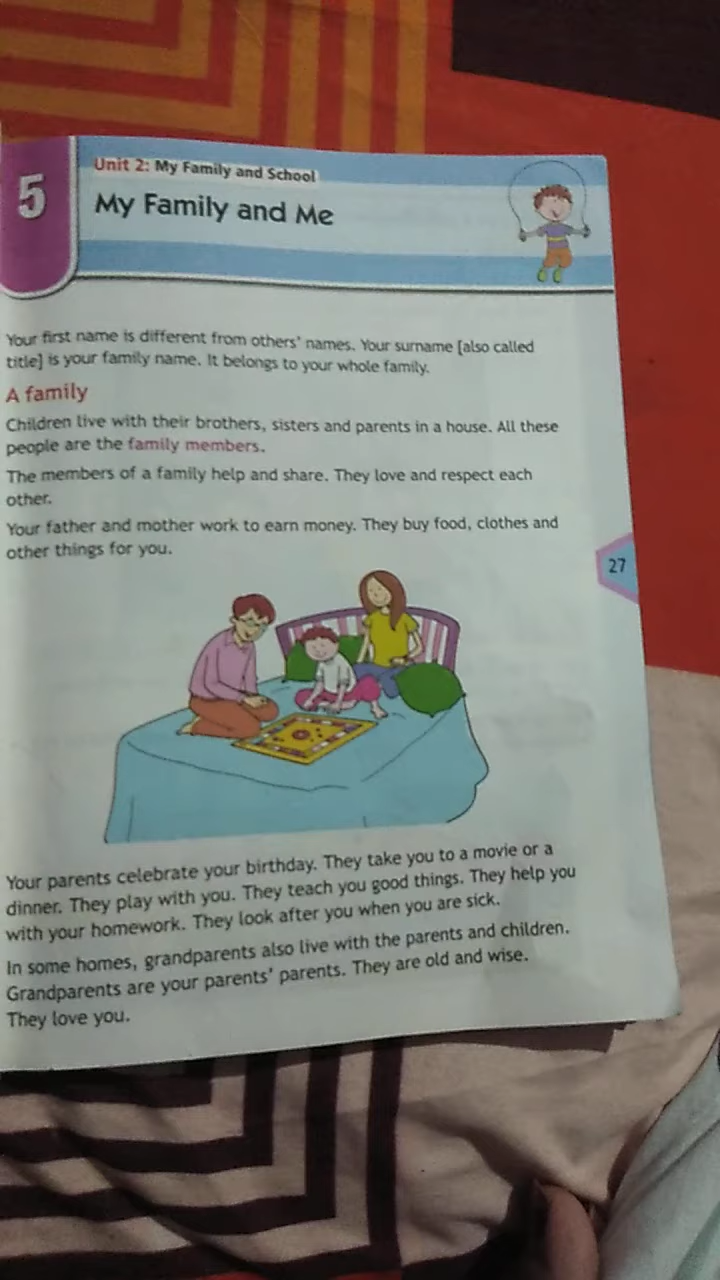 5
Unit 2: My Family and School
My Family and Me
Your first name is different from others' names. Your surname [also called
title] is your family name. It belongs to your whole family.
A family
Children live with their brothers, sisters and parents in a house. All these
people are the family members.
The members of a family help and share. They love and respect each
other.
Your father and mother work to earn money. They buy food, clothes and
other things for you.
27
Your parents celebrate your birthday. They take you to a movie or a
dinner. They play with you. They teach you good things. They help you
with your homework. They look after you when you are sick.
In some homes, grandparents also live with the parents and children.
Grandparents are your parents' parents. They are old and wise.
They love you.